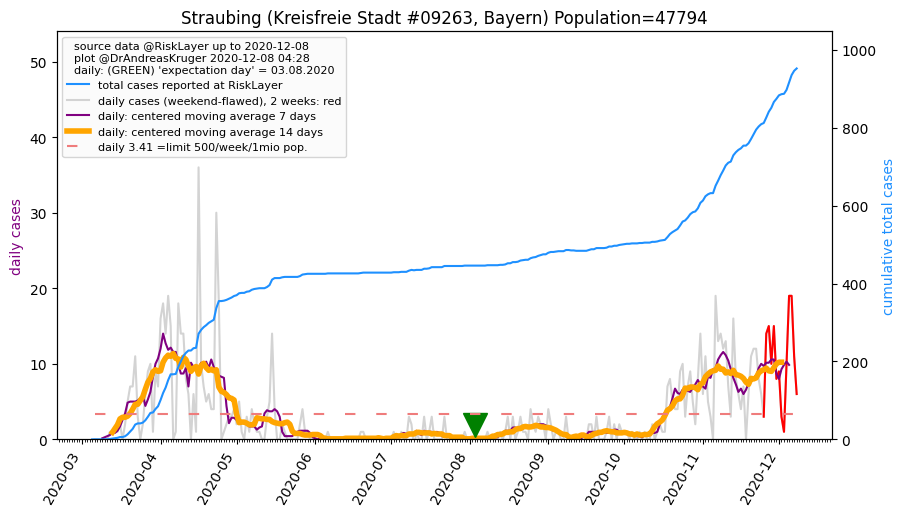 Straubing (Kreisfreie Stadt #09263, Bayern) Population=47794
source data @RiskLayer up to 2020-12-08
plot @DrAndreasKruger 2020-12-08 04:28
daily: (GREEN) 'expectation day' = 03.08.2020
total cases reported at RiskLayer
daily cases (weekend-flawed), 2 weeks: red
daily: centered moving average 7 days
daily: centered moving average 14 days
daily 3.41 =limit 500/week/1mio pop.
daily cases
50
40
30
20
10
0
cumulative total cases
1000
800
600
400
200
0
2020-03
2020-04
2020-05
2020-06
2020-07
2020-08
2020-09
2020-10
2020-11
2020-12